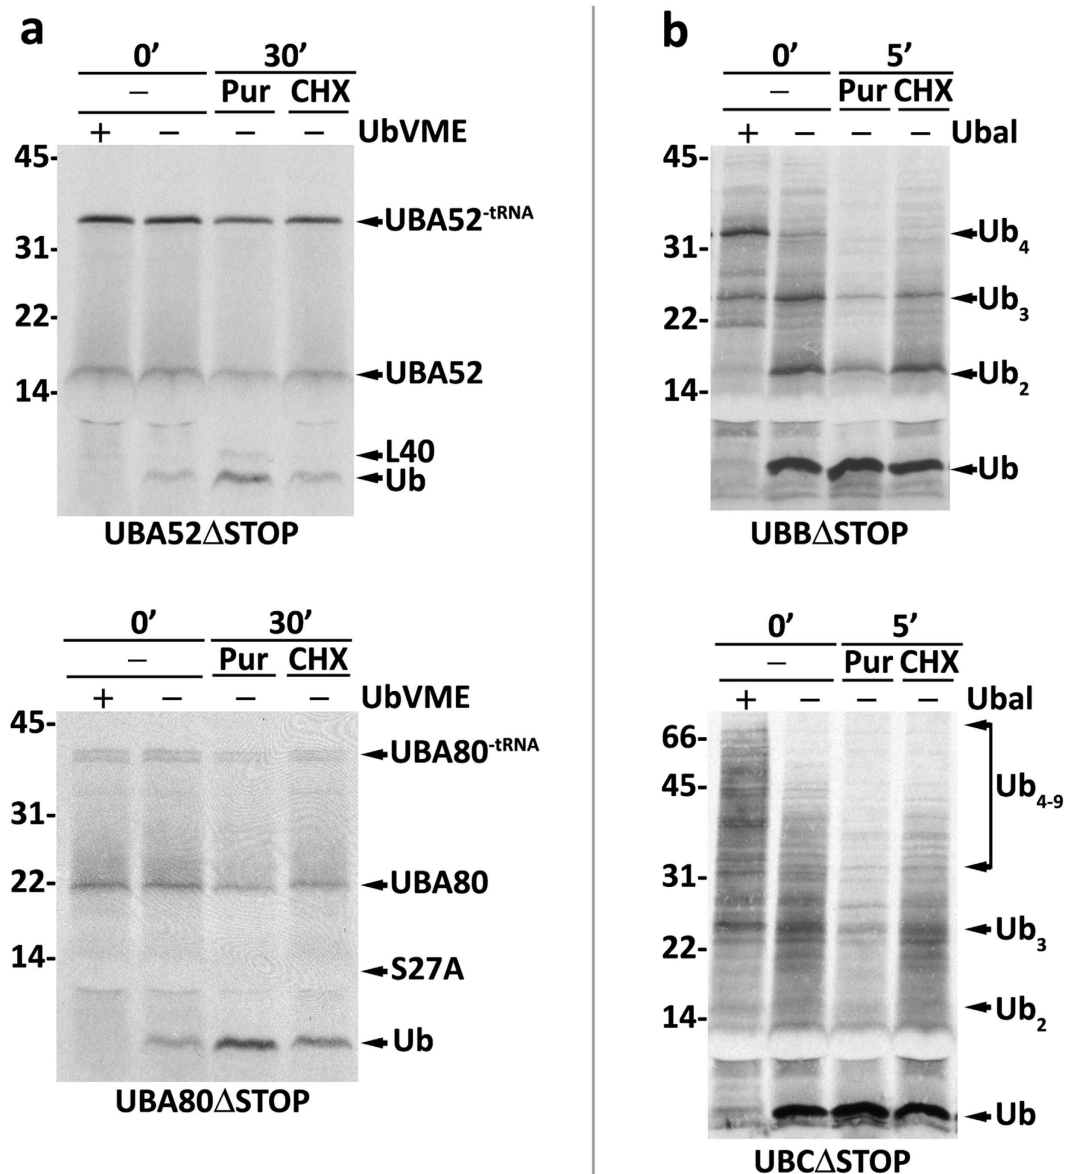 a
0’ 30’
– Pur CHX
+ – – – UbVME
45-
UBA52-tRNA
31-
22-
UBA52
14-
L40
Ub
UBA52ΔSTOP
0’ 30’
– Pur CHX
+ – – – UbVME
45-
UBA80-tRNA
31-
22-
UBA80
14-
S27A
Ub
UBA80ΔSTOP
b
0’ 5’
– Pur CHX
+ – – – Ubal
45-
Ub4
31-
Ub3
22-
Ub2
14-
Ub
UBBΔSTOP
0’ 5’
– Pur CHX
+ – – – Ubal
66-
45-
Ub4-9
31-
Ub3
22-
Ub2
14-
Ub
UBCΔSTOP